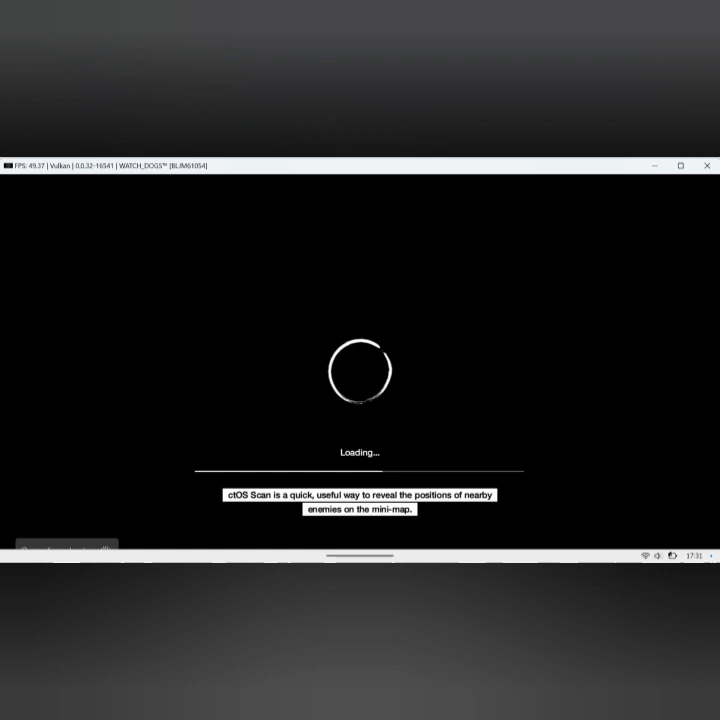 FPS: 49.37 | Vulkan | 0.0.32-16541 | WATCH_DOGS™ [BLJM61054]
Loading...
ctOS Scan is a quick, useful way to reveal the positions of nearby
enemies on the mini-map.
17:31